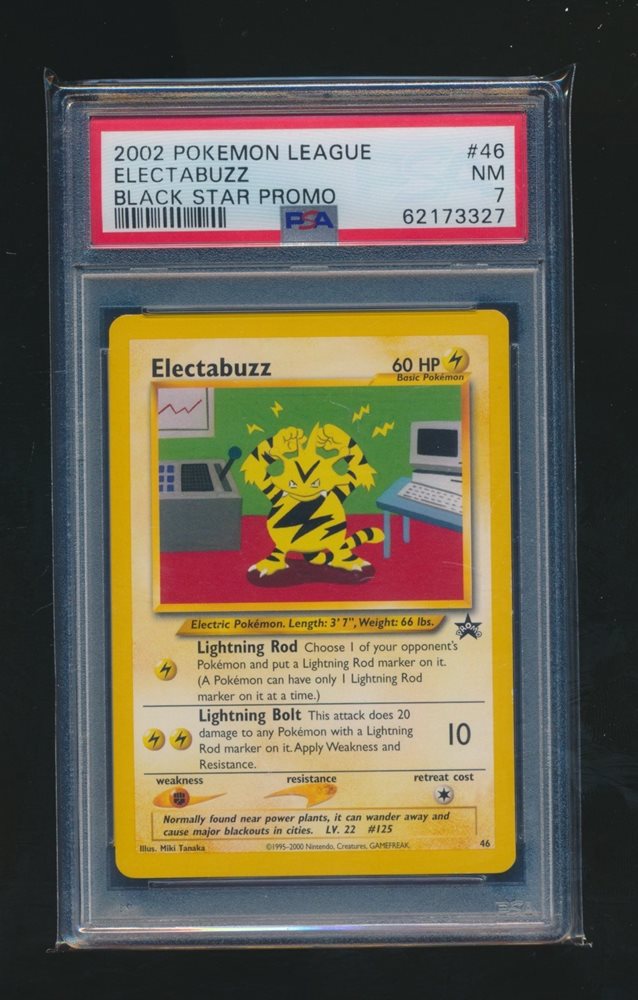 2002 POKEMON LEAGUE #46
ELECTABUZZ NM
BLACK STAR PROMO 7
PSA 62173327
Electabuzz 60 HP
Basic Pokémon
Electric Pokémon. Length: 3' 7", Weight: 66 lbs.
PROMO
Lightning Rod Choose 1 of your opponent's
Pokémon and put a Lightning Rod marker on it.
(A Pokémon can have only 1 Lightning Rod
marker on it at a time.)
Lightning Bolt This attack does 20
damage to any Pokémon with a Lightning
Rod marker on it. Apply Weakness and
Resistance.
10
weakness resistance retreat cost
Normally found near power plants, it can wander away and
cause major blackouts in cities. LV. 22 #125
Illus. Miki Tanaka ©1995-2000 Nintendo, Creatures, GAMEFREAK. 46
PSA